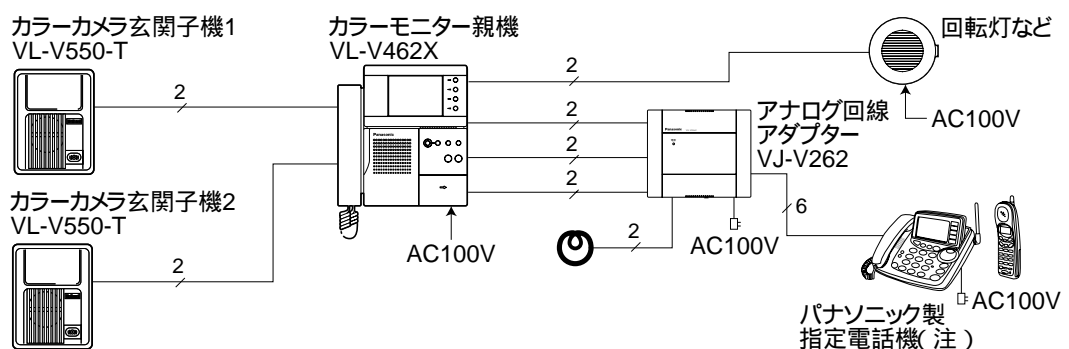 カラーカメラ玄関子機1
VL-V550-T
カラーモニター親機
VL-V462X
回転灯など
2
2
AC100V
アナログ回線
アダプター
VJ-V262
2
2
2
Panasonic
Panasonic
カラーカメラ玄関子機2
VL-V550-T
2
AC100V
2
AC100V
6
AC100V
パナソニック製
指定電話機(注)